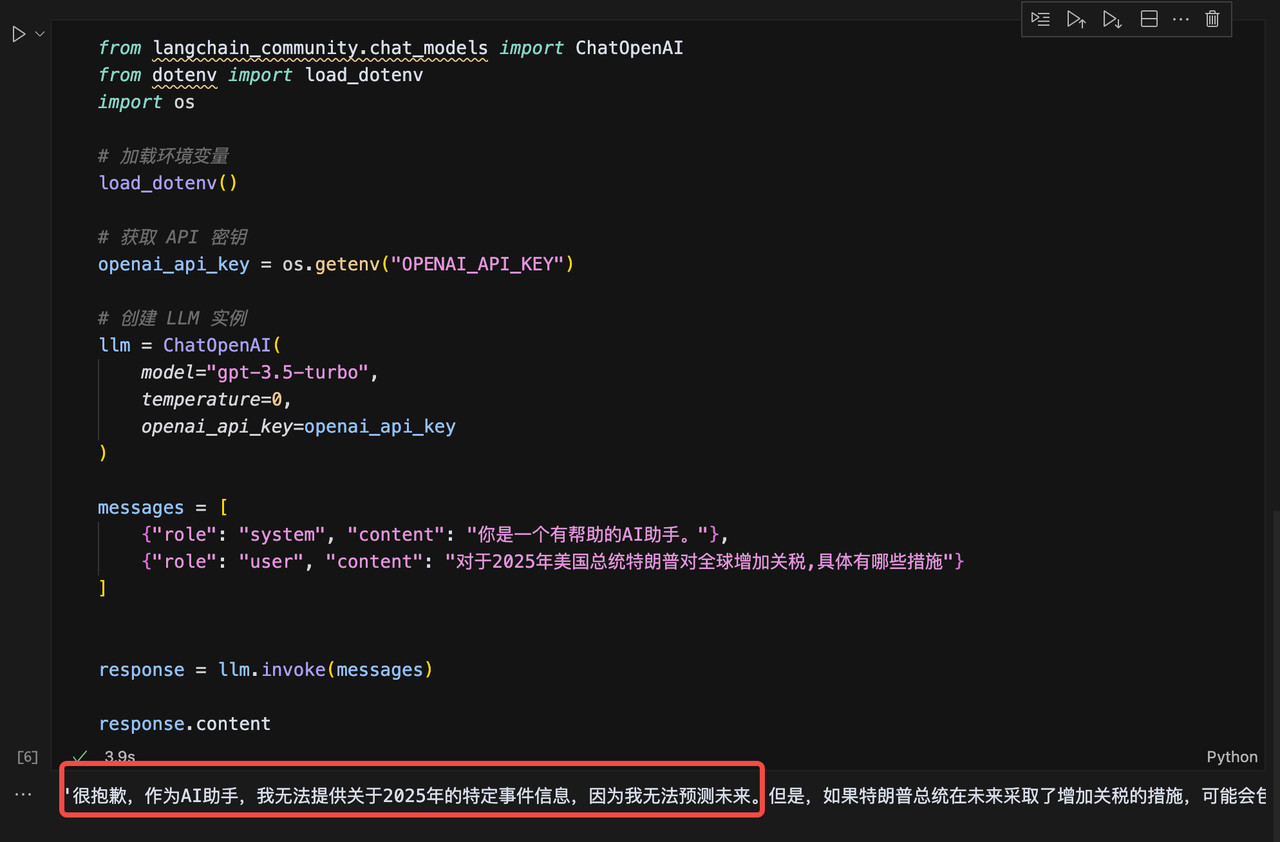 from langchain_community.chat_models import ChatOpenAI
from dotenv import load_dotenv
import os
# 加载环境变量
load_dotenv()
# 获取 API 密钥
openai_api_key = os.getenv("OPENAI_API_KEY")
# 创建 LLM 实例
llm = ChatOpenAI(
model="gpt-3.5-turbo",
temperature=0,
openai_api_key=openai_api_key
)
messages = [
{"role": "system", "content": "你是一个有帮助的AI助手。"},
{"role": "user", "content": "对于2025年美国总统特朗普对全球增加关税,具体有哪些措施"}
]
response = llm.invoke(messages)
response.content
[6] 3.9s Python
'很抱歉，作为AI助手，我无法提供关于2025年的特定事件信息，因为我无法预测未来。但是，如果特朗普总统在未来采取了增加关税的措施，可能会包